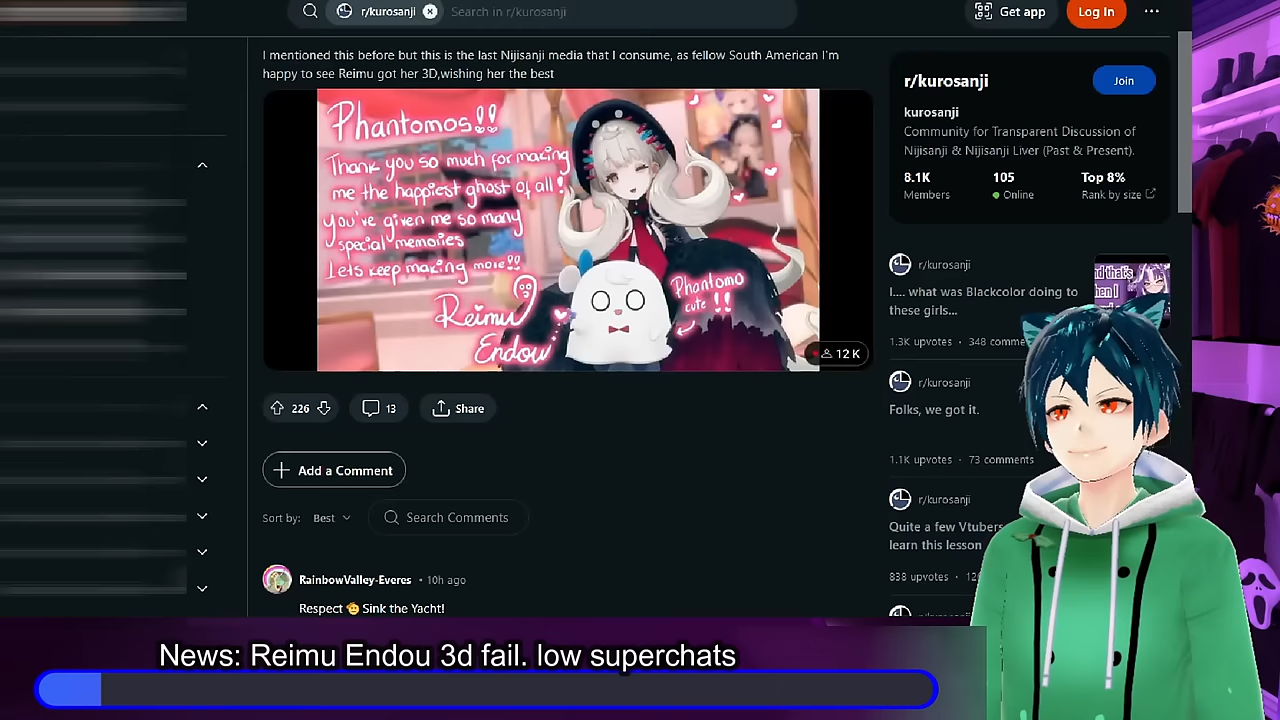 r/kurosanji
Search in r/kurosanji
Get app
Log In
I mentioned this before but this is the last Nijisanji media that I consume, as fellow South American I'm
happy to see Reimu got her 3D,wishing her the best
Phantomos!!
Thank you so much for making
me the happiest ghost of all!
You've given me so many
special memories
Lets keep making more!!
Reimu
Endou
Phantomo
cute !!
12 K
226
13
Share
Add a Comment
Sort by:
Best
Search Comments
RainbowValley-Everes
• 10h ago
Respect 🫡 Sink the Yacht!
r/kurosanji
Join
kurosanji
Community for Transparent Discussion of
Nijisanji & Nijisanji Liver (Past & Present).
8.1K
105
Top 8%
Members
Online
Rank by size
r/kurosanji
I.... what was Blackcolor doing to
these girls...
1.3K upvotes · 348 comme
nd that's
hen I
r/kurosanji
Folks, we got it.
1.1K upvotes · 73 comments
r/kurosanji
Quite a few Vtubers
learn this lesson
838 upvotes · 12
News: Reimu Endou 3d fail. low superchats